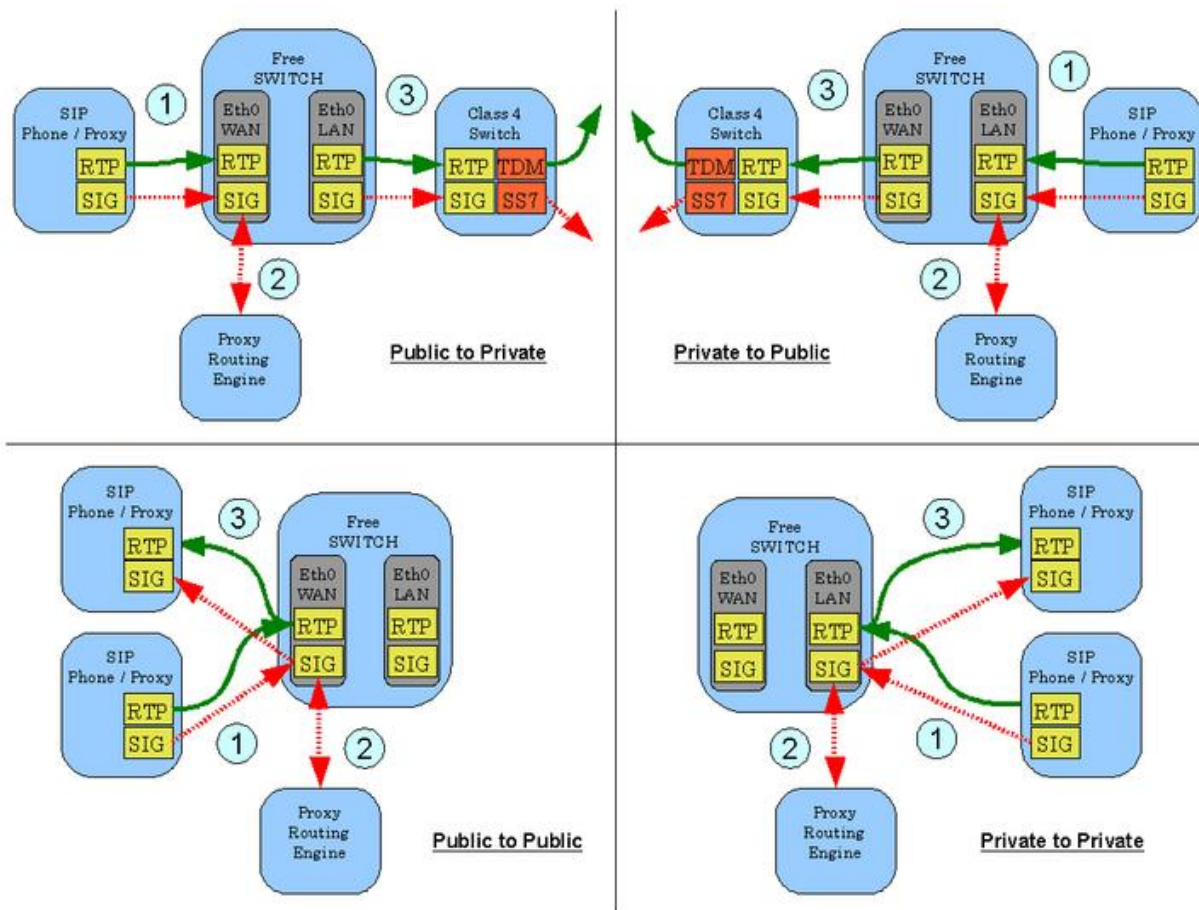 Free
SWITCH
SIP
Phone / Proxy
RTP
SIG
1
Eth0
WAN
RTP
SIG
Eth0
LAN
RTP
SIG
3
Class 4
Switch
RTP TDM
SIG SS7
2
Proxy
Routing
Engine
Public to Private
Free
SWITCH
3
Class 4
Switch
TDM RTP
SS7 SIG
Eth0
WAN
RTP
SIG
Eth0
LAN
RTP
SIG
1
SIP
Phone / Proxy
RTP
SIG
2
Proxy
Routing
Engine
Private to Public
SIP
Phone / Proxy
RTP
SIG
3
Free
SWITCH
Eth0
WAN
RTP
SIG
Eth0
LAN
RTP
SIG
SIP
Phone / Proxy
RTP
SIG
1
2
Proxy
Routing
Engine
Public to Public
Free
SWITCH
Eth0
WAN
RTP
SIG
Eth0
LAN
RTP
SIG
3
SIP
Phone / Proxy
RTP
SIG
SIP
Phone / Proxy
RTP
SIG
1
2
Proxy
Routing
Engine
Private to Private